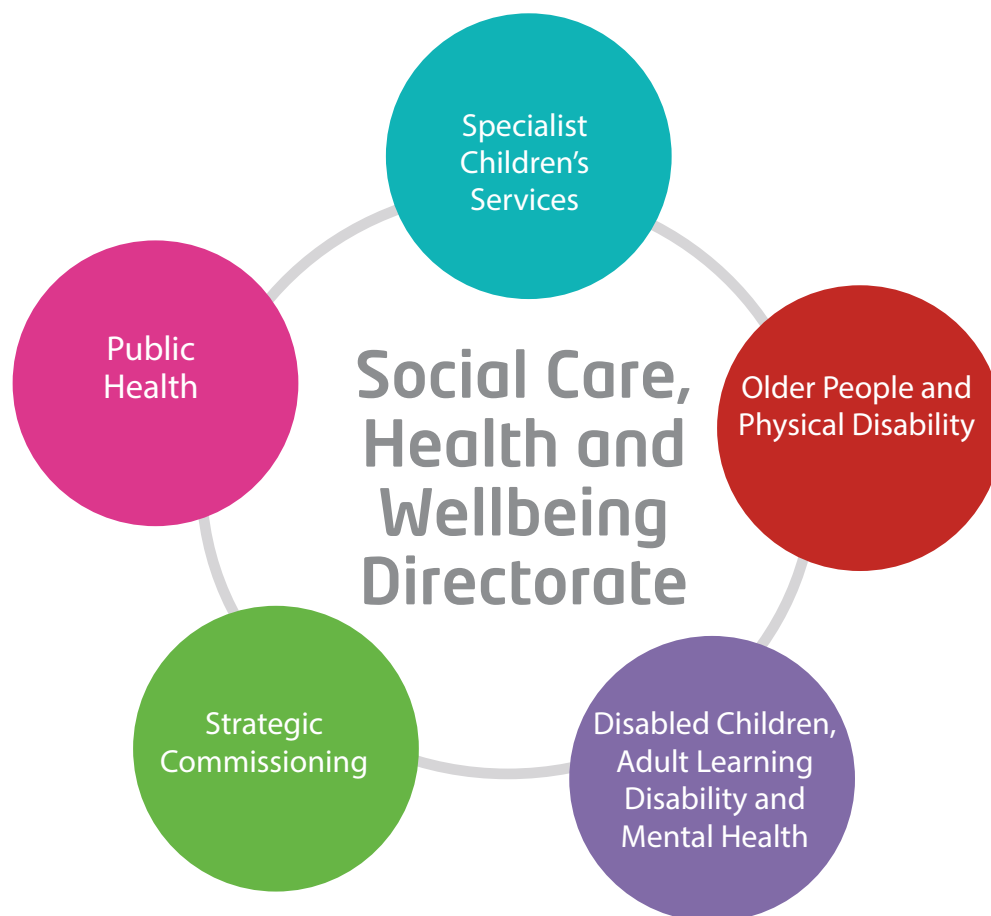 Specialist
Children’s
Services
Public
Health
Social Care,
Health and
Wellbeing
Directorate
Older People and
Physical Disability
Strategic
Commissioning
Disabled Children,
Adult Learning
Disability and
Mental Health